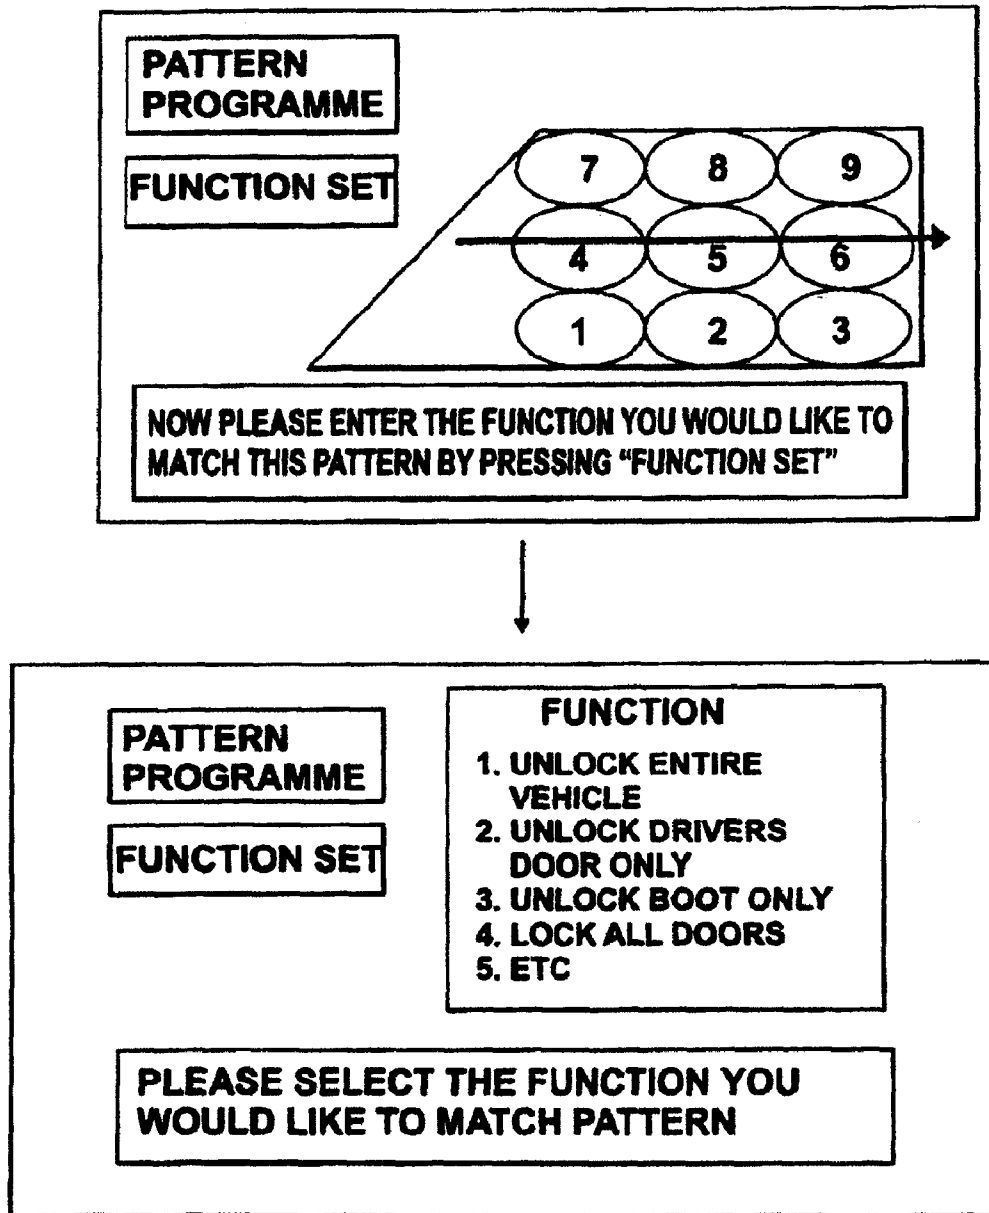 PATTERN
PROGRAMME
FUNCTION SET
7 8 9
4 5 6
1 2 3
NOW PLEASE ENTER THE FUNCTION YOU WOULD LIKE TO
MATCH THIS PATTERN BY PRESSING “FUNCTION SET”
PATTERN
PROGRAMME
FUNCTION SET
FUNCTION
1. UNLOCK ENTIRE
VEHICLE
2. UNLOCK DRIVERS
DOOR ONLY
3. UNLOCK BOOT ONLY
4. LOCK ALL DOORS
5. ETC
PLEASE SELECT THE FUNCTION YOU
WOULD LIKE TO MATCH PATTERN